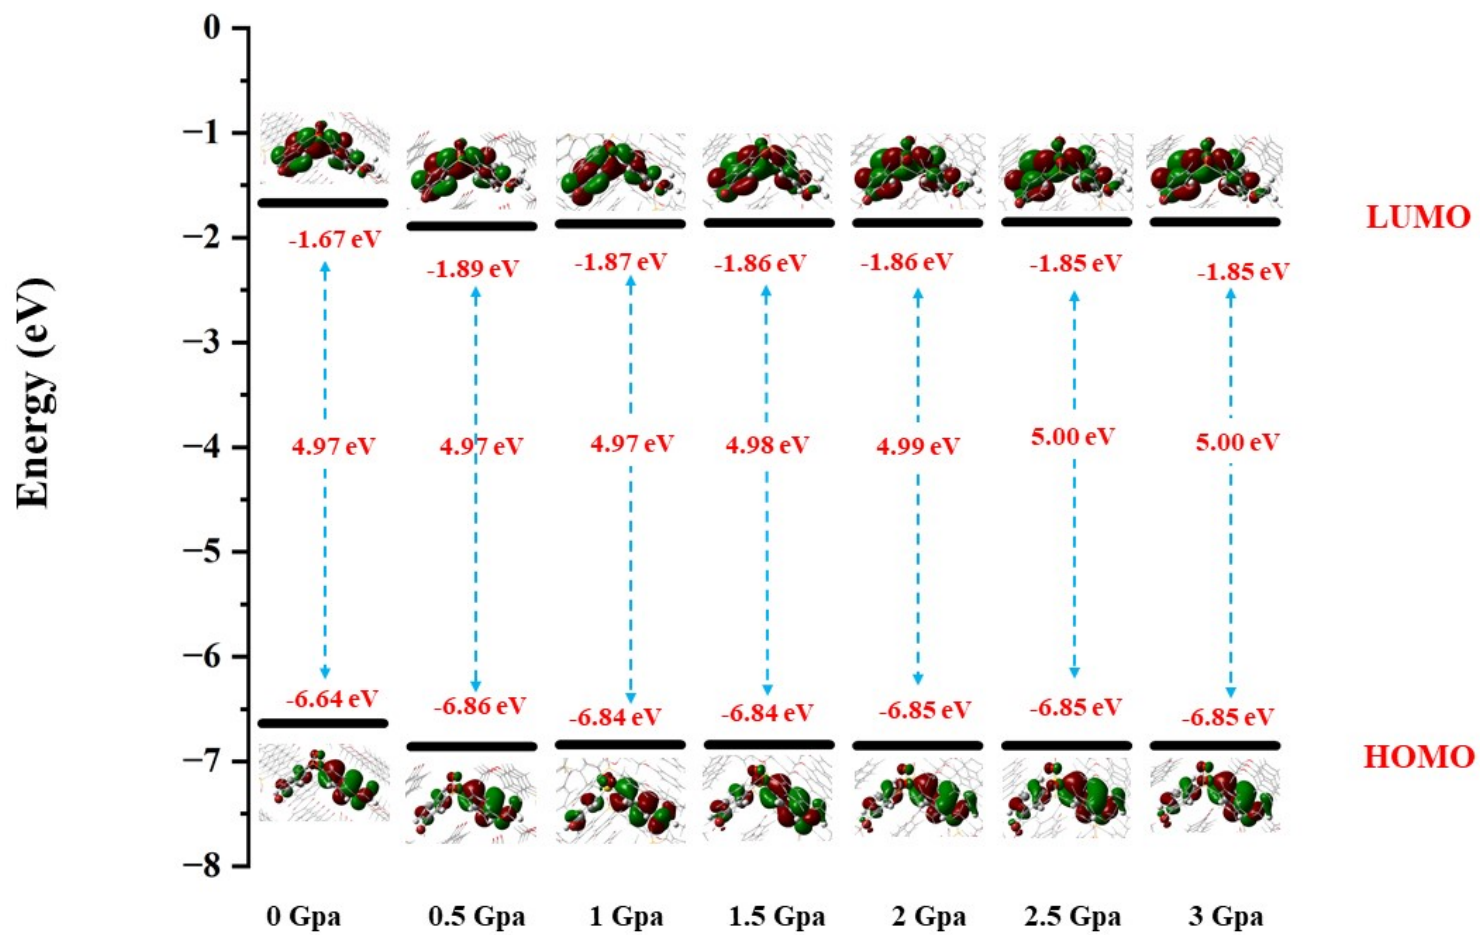 0
−1
−2
−3
−4
−5
−6
−7
−8
Energy (eV)
-1.67 eV
-1.89 eV
-1.87 eV
-1.86 eV
-1.86 eV
-1.85 eV
-1.85 eV
LUMO
4.97 eV
4.97 eV
4.97 eV
4.98 eV
4.99 eV
5.00 eV
5.00 eV
-6.64 eV
-6.86 eV
-6.84 eV
-6.84 eV
-6.85 eV
-6.85 eV
-6.85 eV
HOMO
0 Gpa
0.5 Gpa
1 Gpa
1.5 Gpa
2 Gpa
2.5 Gpa
3 Gpa